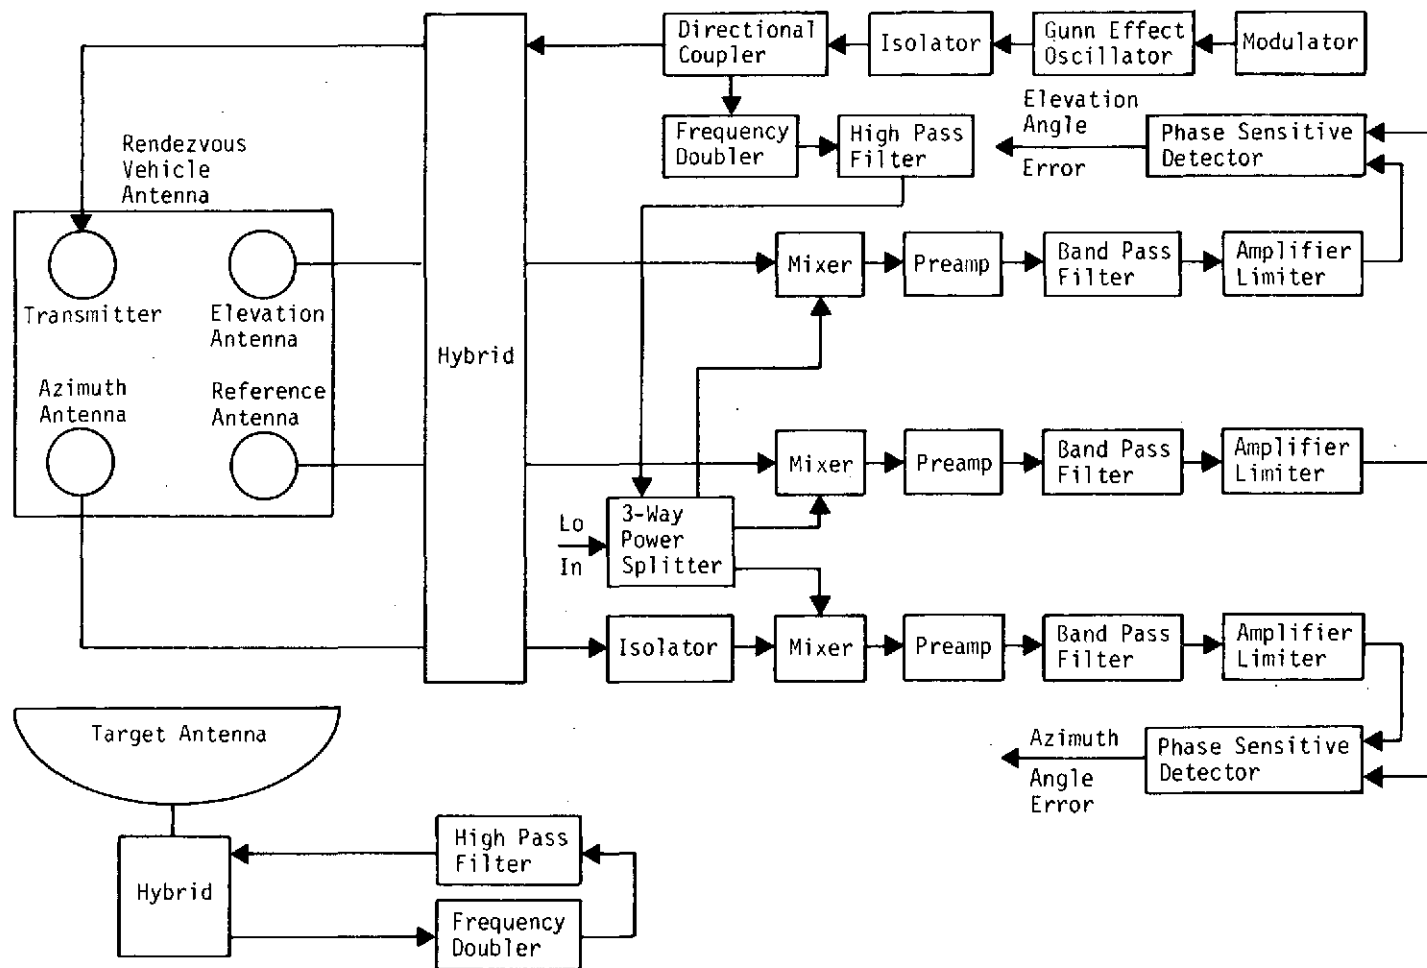 Directional
Coupler
Isolator
Gunn Effect
Oscillator
Modulator
Rendezvous
Vehicle
Antenna
Frequency
Doubler
High Pass
Filter
Elevation
Angle
Error
Phase Sensitive
Detector
Transmitter
Elevation
Antenna
Mixer
Preamp
Band Pass
Filter
Amplifier
Limiter
Hybrid
Azimuth
Antenna
Reference
Antenna
Mixer
Preamp
Band Pass
Filter
Amplifier
Limiter
Lo
In
3-Way
Power
Splitter
Isolator
Mixer
Preamp
Band Pass
Filter
Amplifier
Limiter
Target Antenna
Azimuth
Angle
Error
Phase Sensitive
Detector
Hybrid
High Pass
Filter
Frequency
Doubler